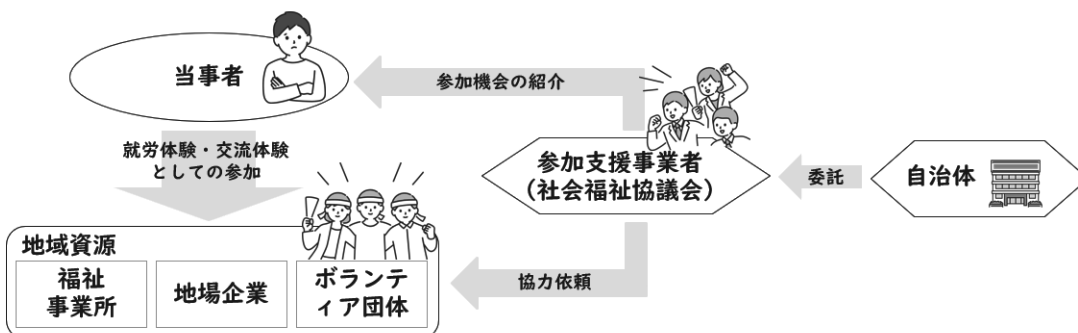 当事者
参加機会の紹介
就労体験・交流体験
としての参加
参加支援事業者
（社会福祉協議会）
委託
自治体
地域資源
福祉
事業所
地場企業
ボランテ
ィア団体
協力依頼